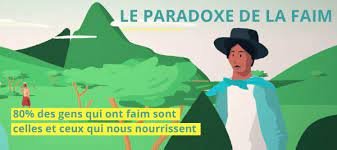 LE PARADOXE DE LA FAIM
80% des gens qui ont faim sont
celles et ceux qui nous nourrissent